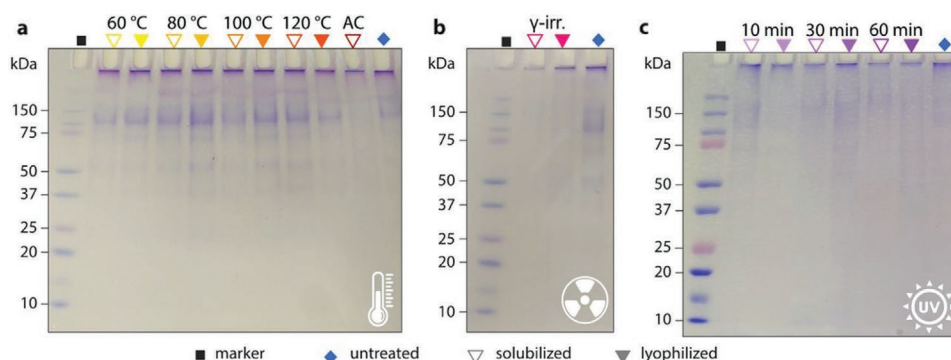 a
60 °C 80 °C 100 °C 120 °C AC
kDa
150
75
50
37
25
20
10
b
γ-irr.
kDa
150
75
50
37
25
20
10
c
10 min 30 min 60 min
kDa
150
75
50
37
25
20
10
UV
marker untreated solubilized lyophilized